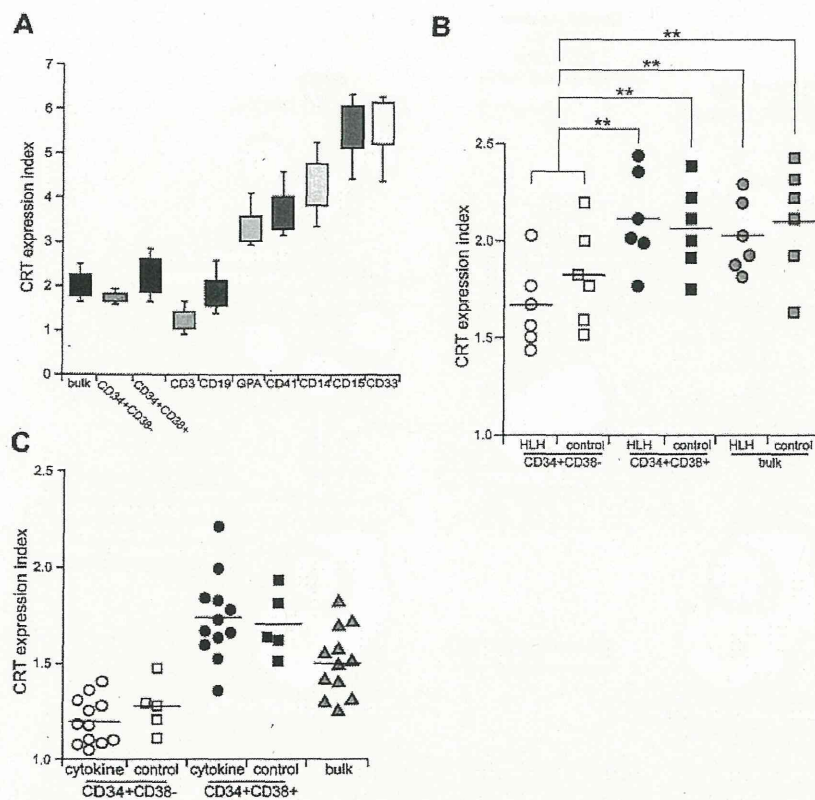 A
CRT expression index
7
6
5
4
3
2
1
0
bulk
CD34+CD38-
CD34+CD38+
CD3
CD19
GPA
CD41
CD14
CD15
CD33
B
**
**
**
**
CRT expression index
2.5
2.0
1.5
1.0
HLH control HLH control HLH control
CD34+CD38- CD34+CD38+ bulk
C
CRT expression index
2.5
2.0
1.5
1.0
cytokine control cytokine control bulk
CD34+CD38- CD34+CD38+